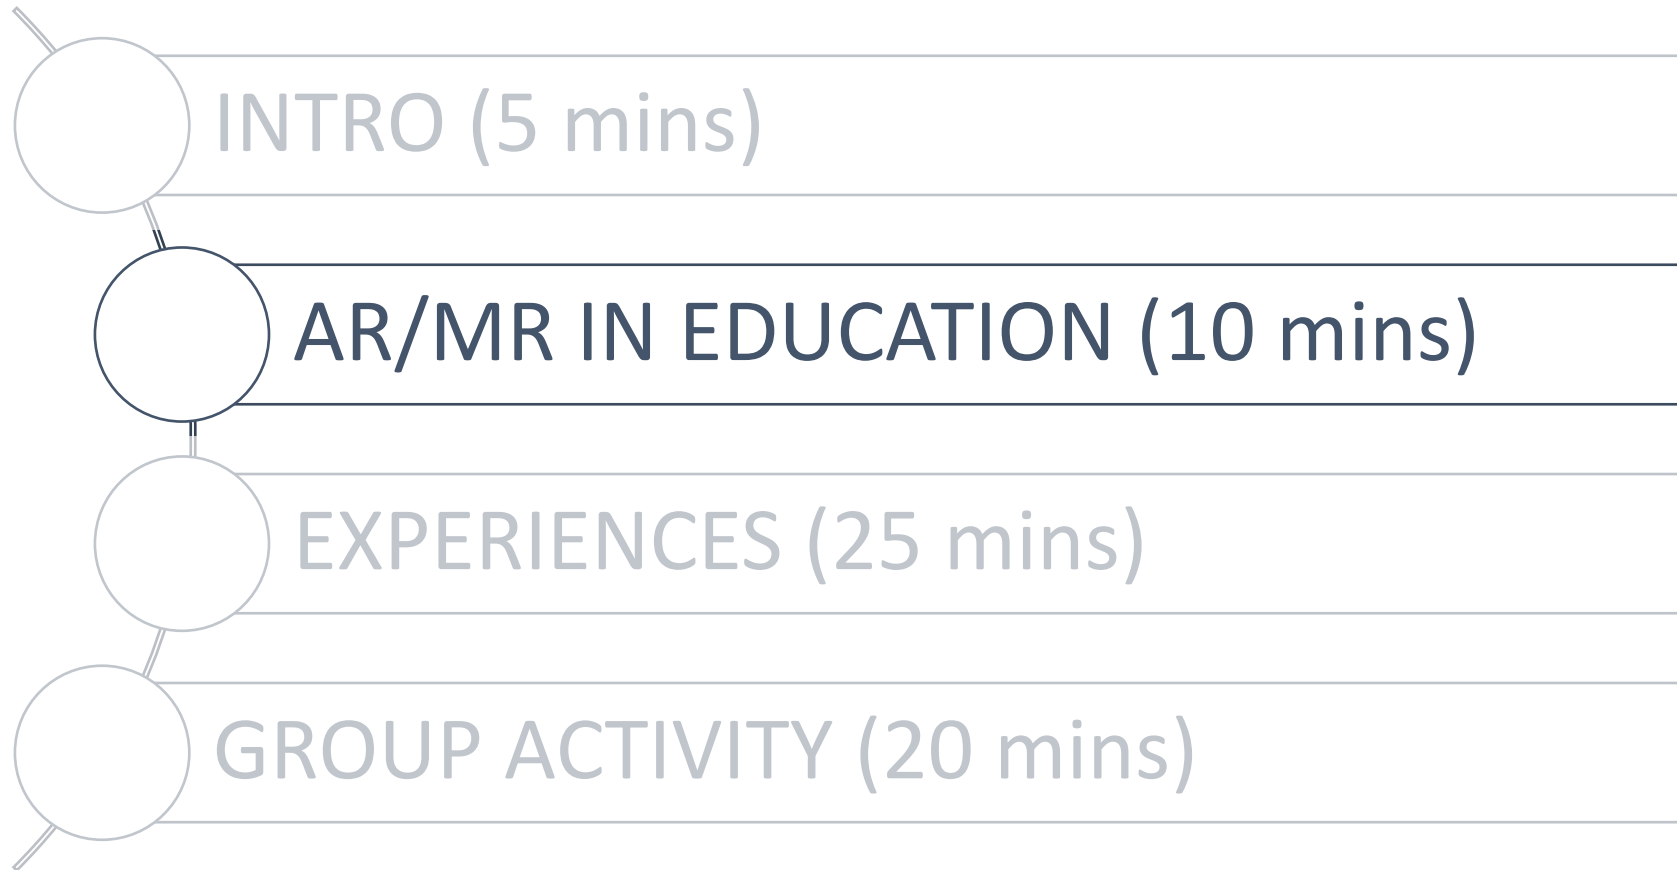 INTRO (5 mins)
AR/MR IN EDUCATION (10 mins)
EXPERIENCES (25 mins)
GROUP ACTIVITY (20 mins)